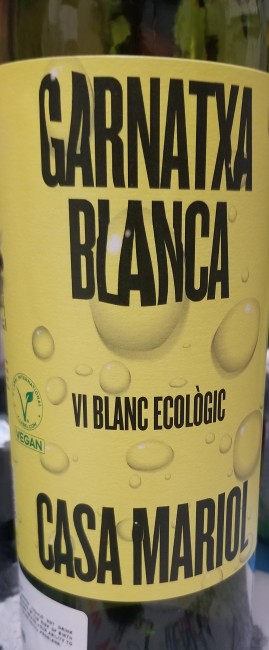 GARNATXA
BLANCA
VI BLANC ECOLÒGIC
VEGAN
CASA MARIOL